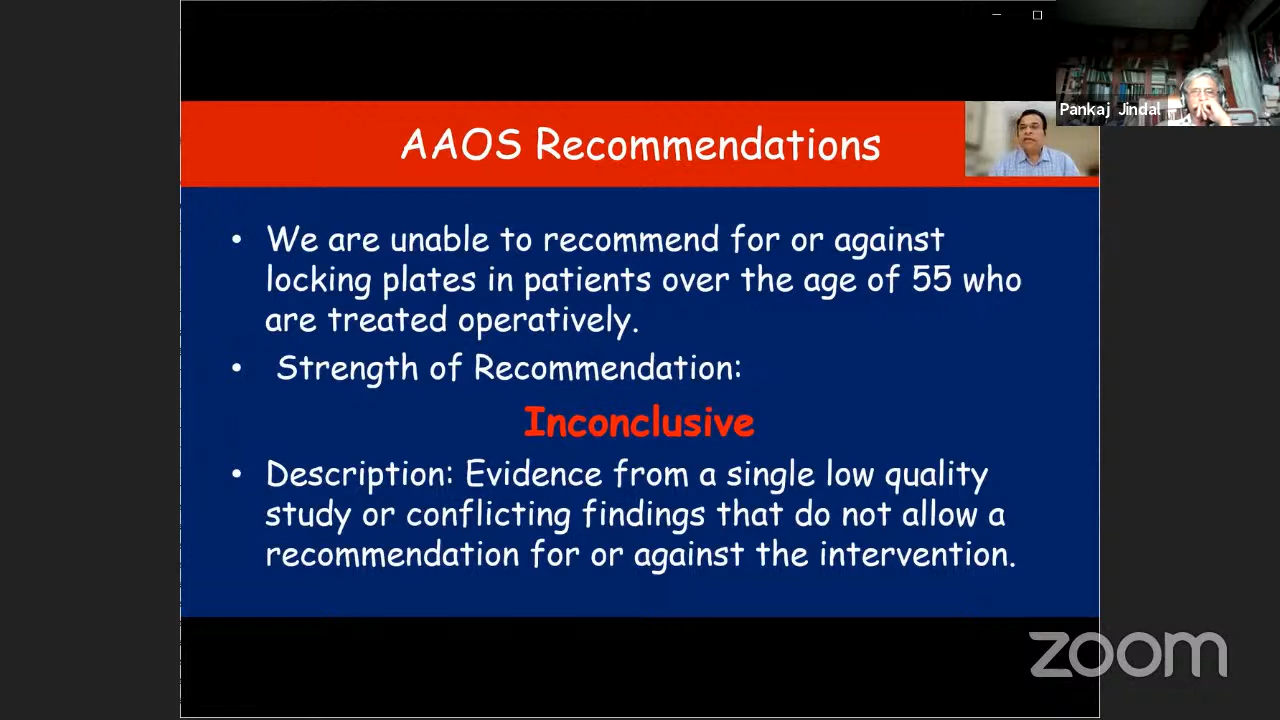 AAOS Recommendations
Pankaj Jindal
• We are unable to recommend for or against
locking plates in patients over the age of 55 who
are treated operatively.
• Strength of Recommendation:
Inconclusive
• Description: Evidence from a single low quality
study or conflicting findings that do not allow a
recommendation for or against the intervention.
zoom